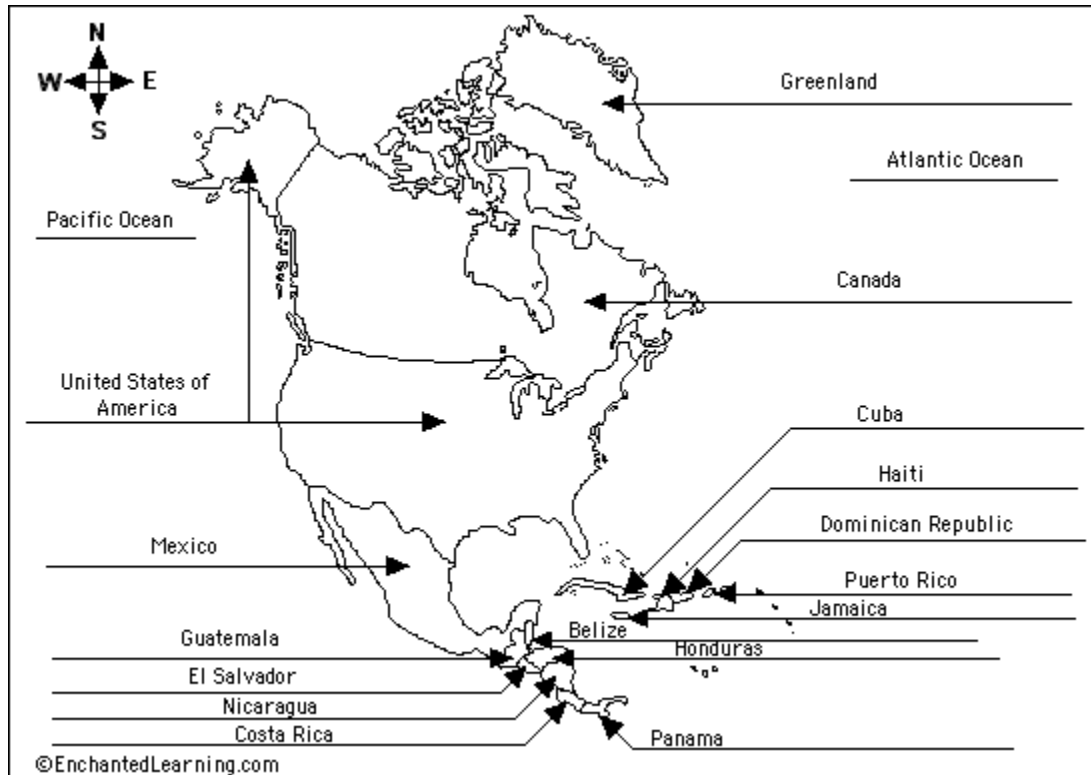 N
W E
S
Greenland
Atlantic Ocean
Pacific Ocean
Canada
United States of
America
Cuba
Haiti
Dominican Republic
Mexico
Puerto Rico
Jamaica
Belize
Guatemala
Honduras
El Salvador
Nicaragua
Costa Rica
Panama
©EnchantedLearning.com